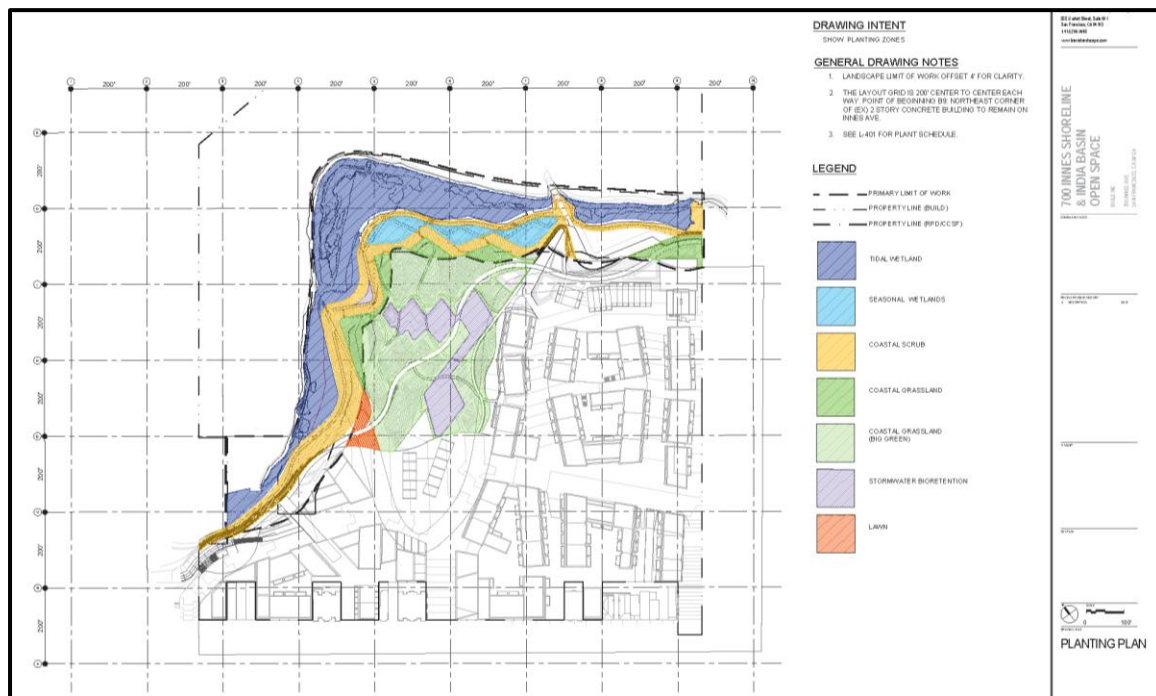 DRAWING INTENT
SHOW PLANTING ZONES
GENERAL DRAWING NOTES
1. LANDSCAPE LIMIT OF WORK OFFSET 4' FOR CLARITY.
2. THE LAYOUT GRID IS 200' CENTER TO CENTER EACH
WAY. POINT OF BEGINNING B9: NORTHEAST CORNER
OF (EX) 2 STORY CONCRETE BUILDING TO REMAIN ON
INNES AVE.
3. SEE L-401 FOR PLANT SCHEDULE.
LEGEND
PRIMARY LIMIT OF WORK
PROPERTY LINE (BUILD)
PROPERTY LINE (RPD/CCSF)
TIDAL WETLAND
SEASONAL WETLANDS
COASTAL SCRUB
COASTAL GRASSLAND
COASTAL GRASSLAND
(BIG GREEN)
STORMWATER BIORETENTION
LAWN
200' 200' 200' 200' 200' 200' 200' 200' 200'
200'
200'
200'
200'
200'
200'
200'
700 INNES SHORELINE
& INDIA BASIN
OPEN SPACE
PLANTING PLAN